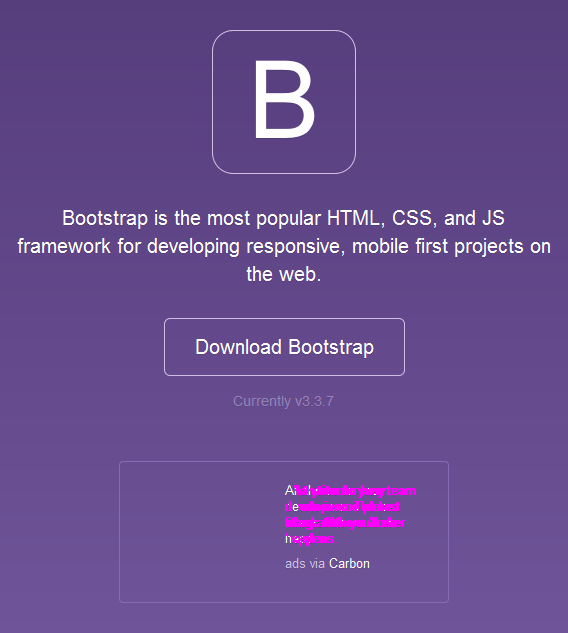 B
Bootstrap is the most popular HTML, CSS, and JS
framework for developing responsive, mobile first projects on
the web.
Download Bootstrap
Currently v3.3.7
team
ads via Carbon